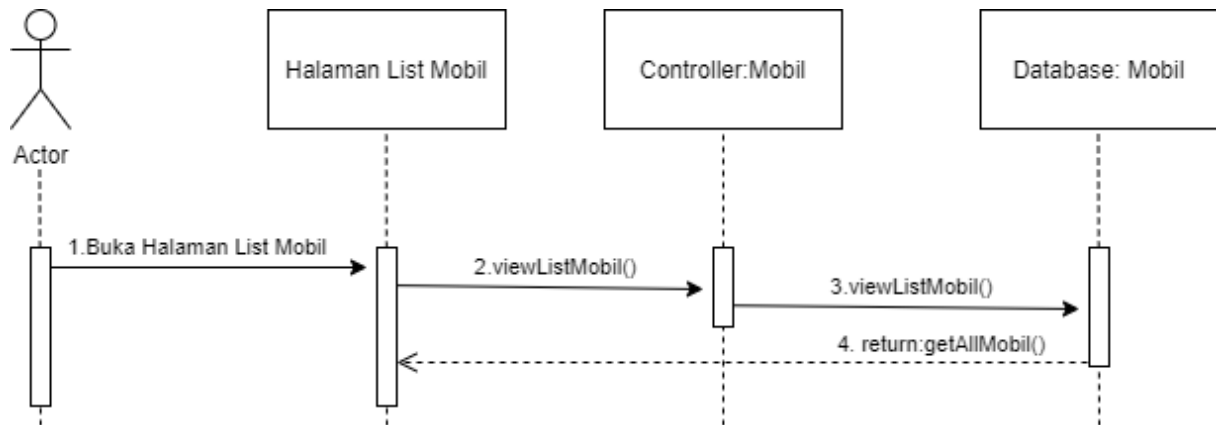 Halaman List Mobil
Controller:Mobil
Database: Mobil
Actor
1.Buka Halaman List Mobil
2.viewListMobil()
3.viewListMobil()
4. return:getAllMobil()